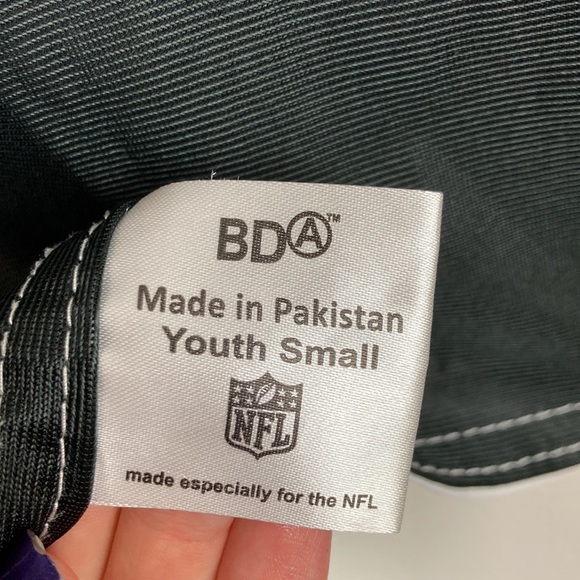 BDA™
Made in Pakistan
Youth Small
NFL
made especially for the NFL